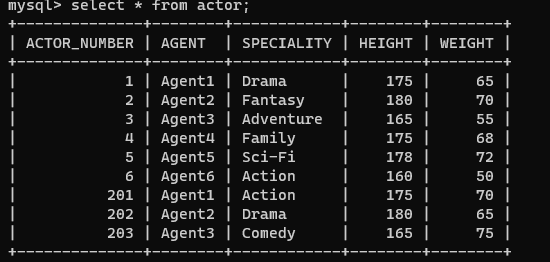 mysql> select * from actor;
+--------------+--------+------------+--------+--------+
| ACTOR_NUMBER | AGENT  | SPECIALITY | HEIGHT | WEIGHT |
+--------------+--------+------------+--------+--------+
|            1 | Agent1 | Drama      |    175 |     65 |
|            2 | Agent2 | Fantasy    |    180 |     70 |
|            3 | Agent3 | Adventure  |    165 |     55 |
|            4 | Agent4 | Family     |    175 |     68 |
|            5 | Agent5 | Sci-Fi     |    178 |     72 |
|            6 | Agent6 | Action     |    160 |     50 |
|          201 | Agent1 | Action     |    175 |     70 |
|          202 | Agent2 | Drama      |    180 |     65 |
|          203 | Agent3 | Comedy     |    165 |     75 |
+--------------+--------+------------+--------+--------+